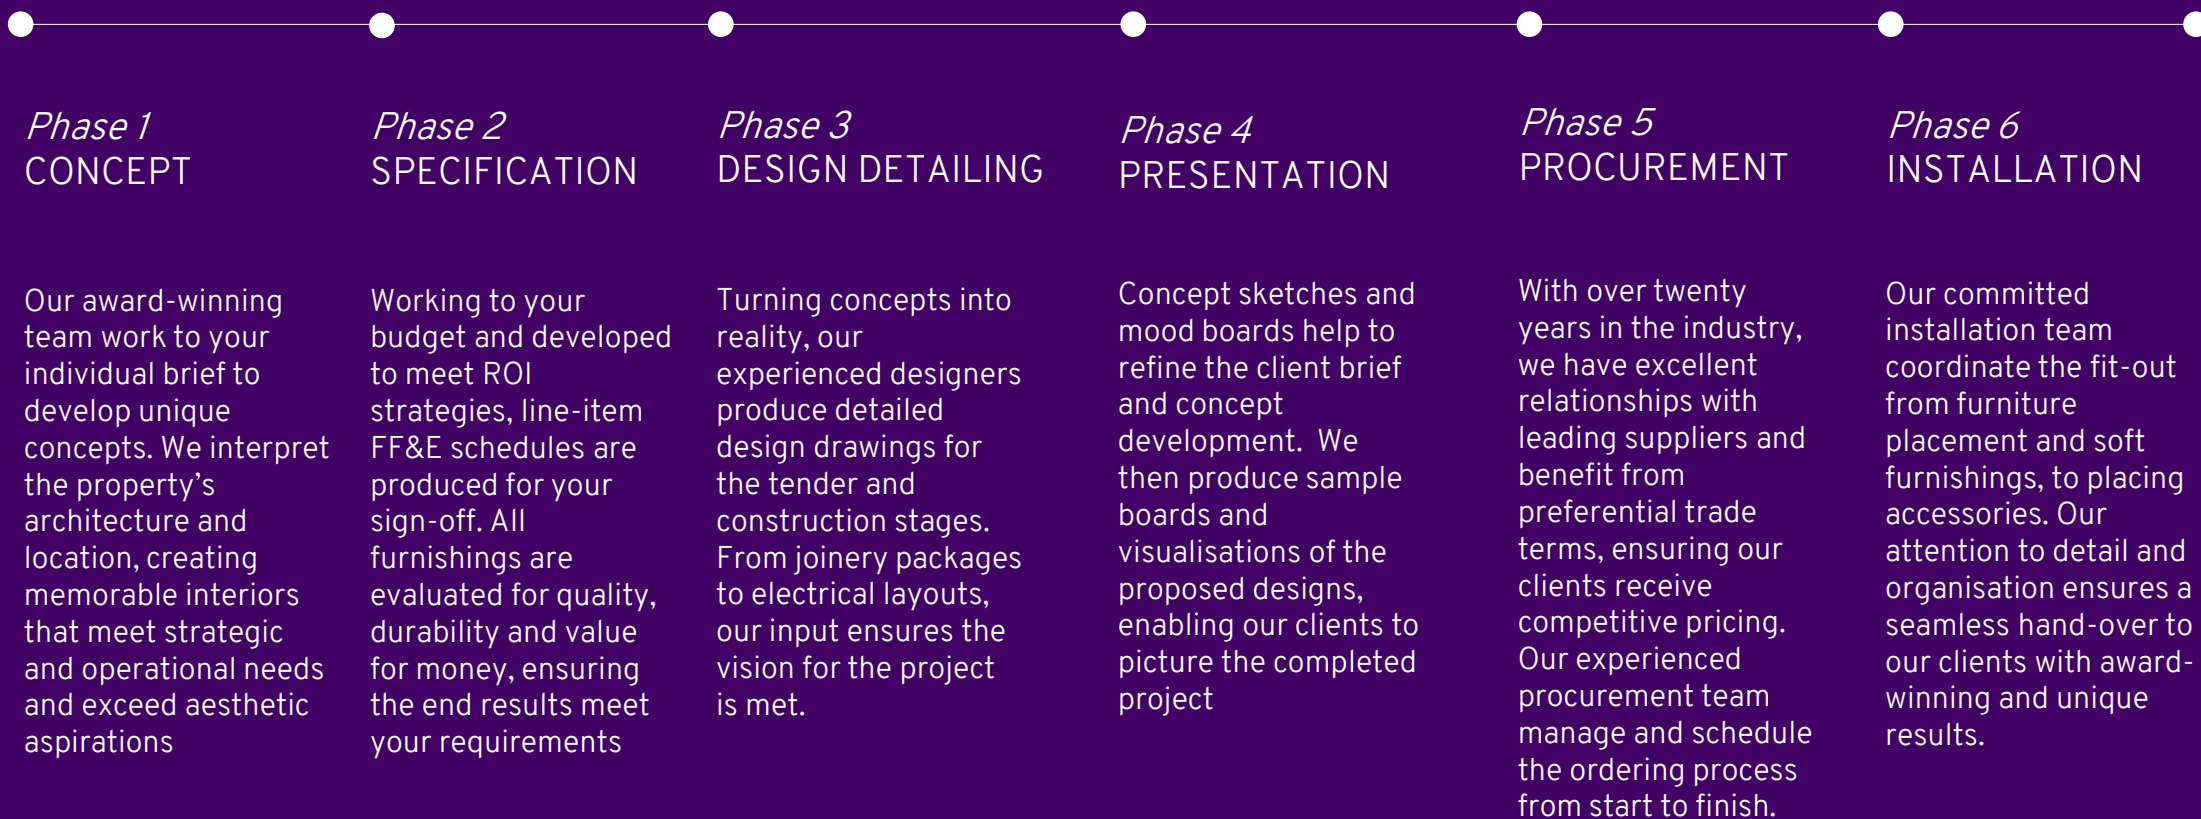 Phase 1
CONCEPT
Our award-winning
team work to your
individual brief to
develop unique
concepts. We interpret
the property’s
architecture and
location, creating
memorable interiors
that meet strategic
and operational needs
and exceed aesthetic
aspirations
Phase 2
SPECIFICATION
Working to your
budget and developed
to meet ROI
strategies, line-item
FF&E schedules are
produced for your
sign-off. All
furnishings are
evaluated for quality,
durability and value
for money, ensuring
the end results meet
your requirements
Phase 3
DESIGN DETAILING
Turning concepts into
reality, our
experienced designers
produce detailed
design drawings for
the tender and
construction stages.
From joinery packages
to electrical layouts,
our input ensures the
vision for the project
is met.
Phase 4
PRESENTATION
Concept sketches and
mood boards help to
refine the client brief
and concept
development.  We
then produce sample
boards and
visualisations of the
proposed designs,
enabling our clients to
picture the completed
project
Phase 5
PROCUREMENT
With over twenty
years in the industry,
we have excellent
relationships with
leading suppliers and
benefit from
preferential trade
terms, ensuring our
clients receive
competitive pricing.
Our experienced
procurement team
manage and schedule
the ordering process
from start to finish.
Phase 6
INSTALLATION
Our committed
installation team
coordinate the fit-out
from furniture
placement and soft
furnishings, to placing
accessories. Our
attention to detail and
organisation ensures a
seamless hand-over to
our clients with award-
winning and unique
results.